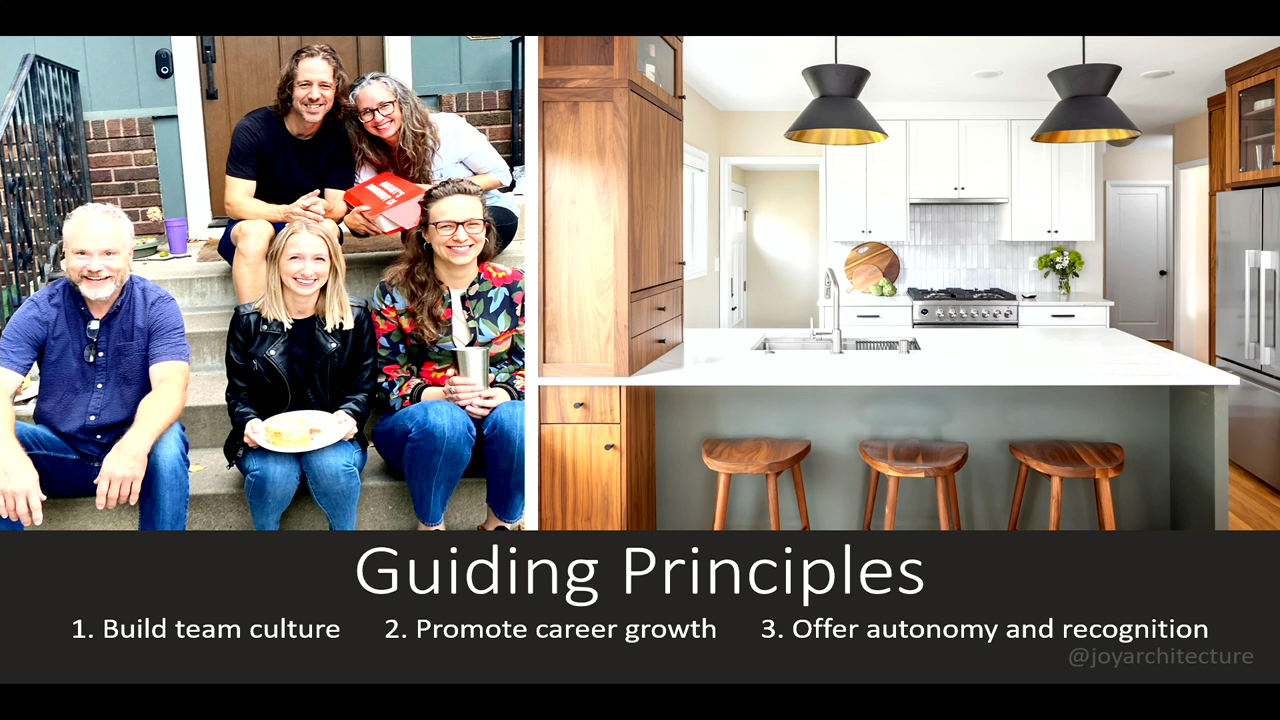 Guiding Principles
1. Build team culture 2. Promote career growth 3. Offer autonomy and recognition
@joyarchitecture